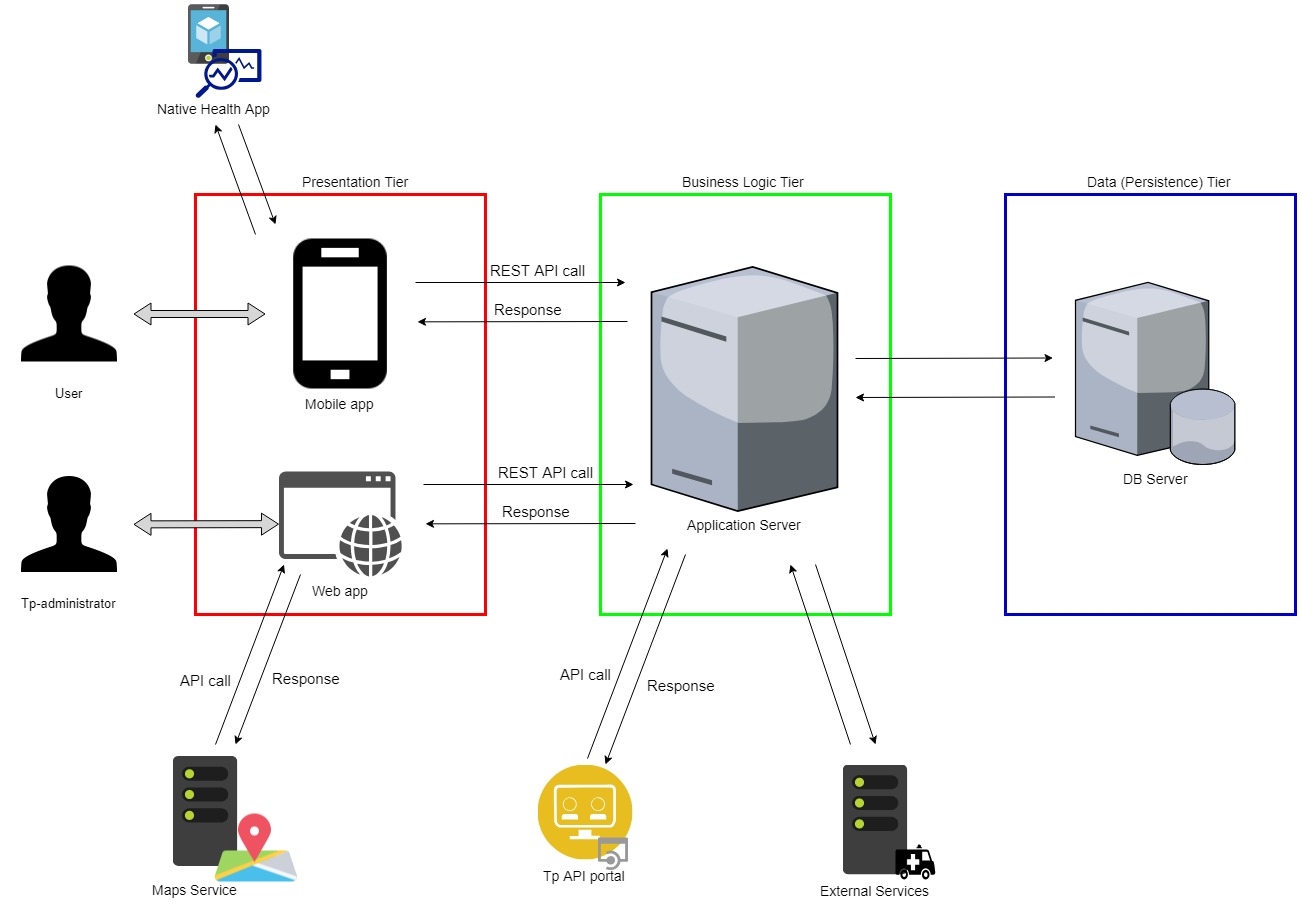 Native Health App
Presentation Tier
Business Logic Tier
Data (Persistence) Tier
REST API call
Response
User
Mobile app
REST API call
Response
DB Server
Application Server
Web app
Tp-administrator
API call
Response
API call
Response
Maps Service
Tp API portal
External Services